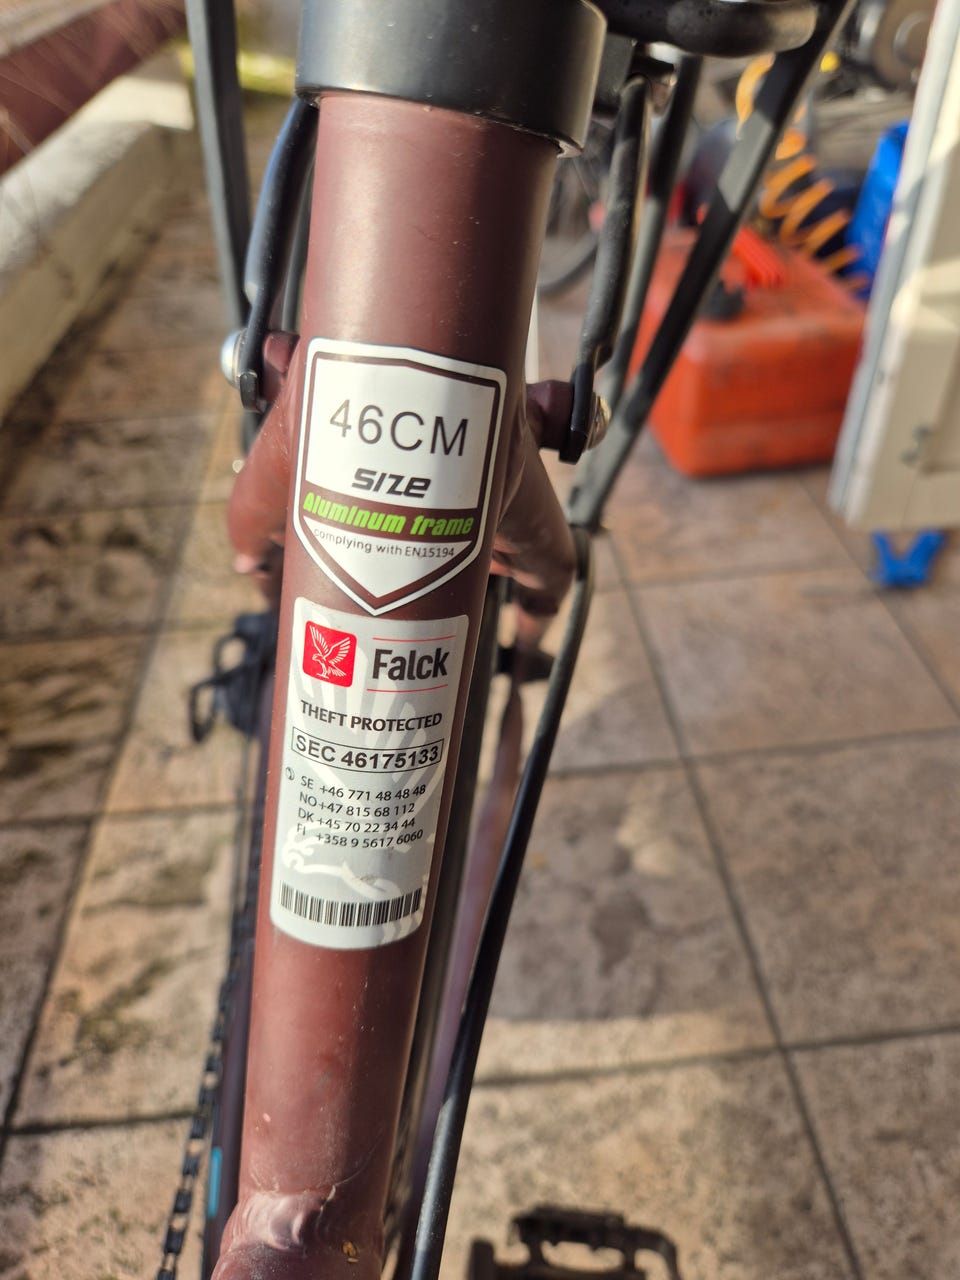 46CM
SIZE
Aluminum frame
complying with EN15194
Falck
THEFT PROTECTED
SEC 46175133
SE +46 771 48 48 48
NO +47 815 68 112
DK +45 70 22 34 44
FI +358 9 5617 6060